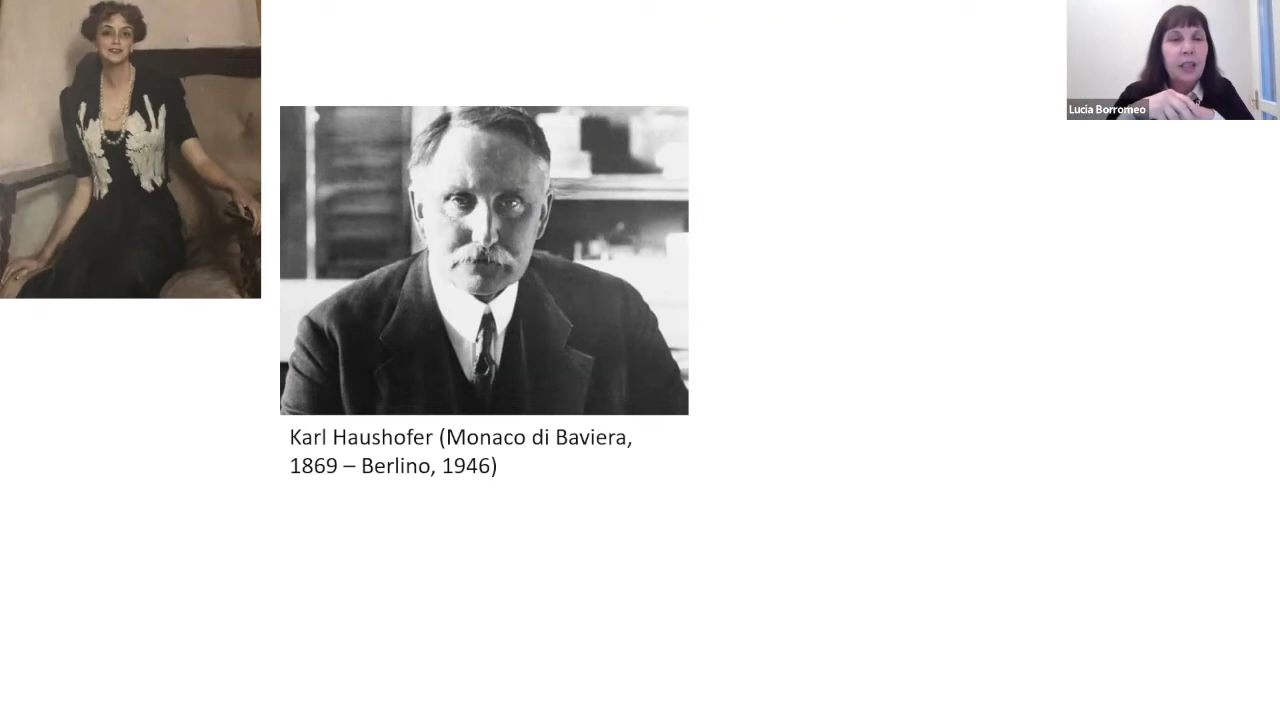 Lucia Borromeo
Karl Haushofer (Monaco di Baviera,
1869 – Berlino, 1946)